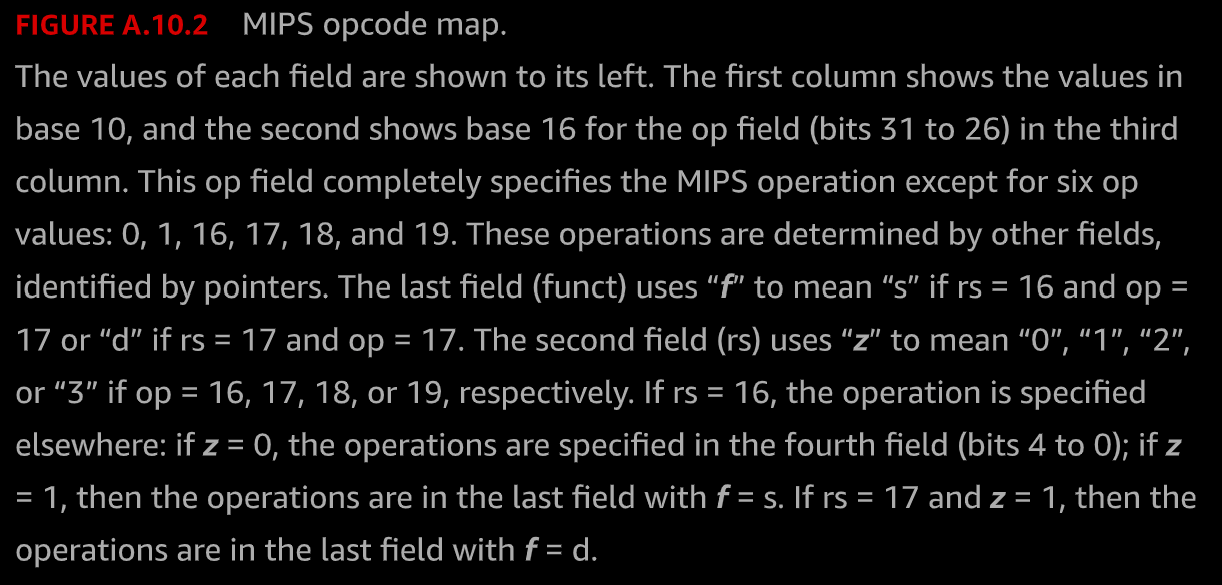 FIGURE A.10.2 MIPS opcode map.
The values of each field are shown to its left. The first column shows the values in
base 10, and the second shows base 16 for the op field (bits 31 to 26) in the third
column. This op field completely specifies the MIPS operation except for six op
values: 0, 1, 16, 17, 18, and 19. These operations are determined by other fields,
identified by pointers. The last field (funct) uses “f” to mean “s” if rs = 16 and op =
17 or “d” if rs = 17 and op = 17. The second field (rs) uses “z” to mean “0”, “1”, “2”,
or “3” if op = 16, 17, 18, or 19, respectively. If rs = 16, the operation is specified
elsewhere: if z = 0, the operations are specified in the fourth field (bits 4 to 0); if z
= 1, then the operations are in the last field with f = s. If rs = 17 and z = 1, then the
operations are in the last field with f = d.